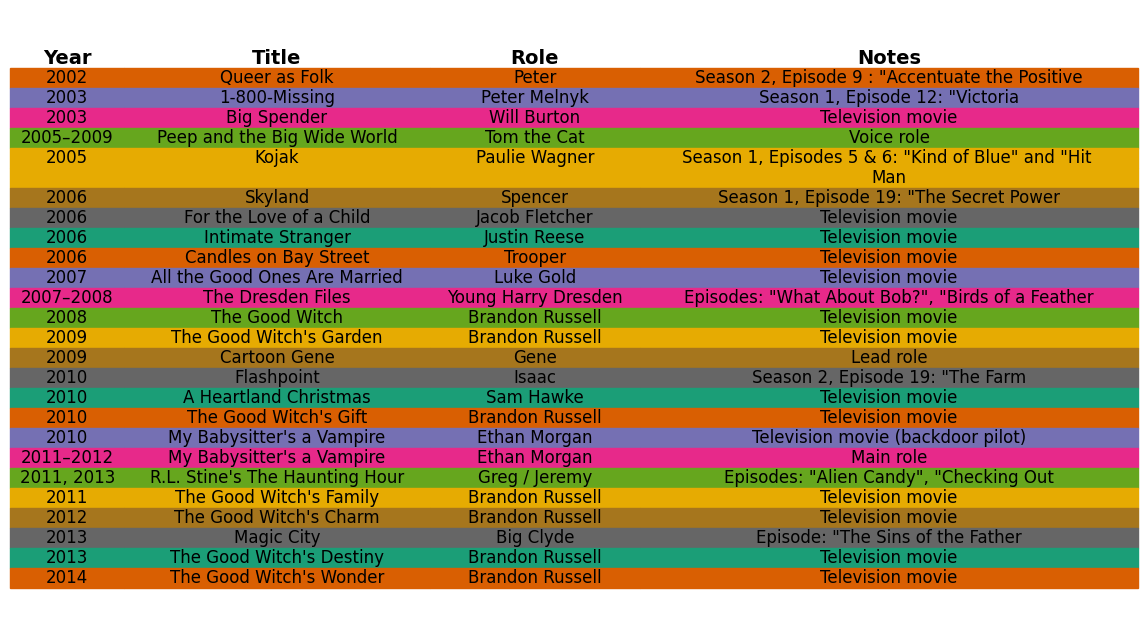 Year Title Role Notes
2002 Queer as Folk Peter Season 2, Episode 9 : "Accentuate the Positive
2003 1-800-Missing Peter Melnyk Season 1, Episode 12: "Victoria
2003 Big Spender Will Burton Television movie
2005–2009 Peep and the Big Wide World Tom the Cat Voice role
2005 Kojak Paulie Wagner Season 1, Episodes 5 & 6: "Kind of Blue" and "Hit
Man
2006 Skyland Spencer Season 1, Episode 19: "The Secret Power
2006 For the Love of a Child Jacob Fletcher Television movie
2006 Intimate Stranger Justin Reese Television movie
2006 Candles on Bay Street Trooper Television movie
2007 All the Good Ones Are Married Luke Gold Television movie
2007–2008 The Dresden Files Young Harry Dresden Episodes: "What About Bob?", "Birds of a Feather
2008 The Good Witch Brandon Russell Television movie
2009 The Good Witch's Garden Brandon Russell Television movie
2009 Cartoon Gene Gene Lead role
2010 Flashpoint Isaac Season 2, Episode 19: "The Farm
2010 A Heartland Christmas Sam Hawke Television movie
2010 The Good Witch's Gift Brandon Russell Television movie
2010 My Babysitter's a Vampire Ethan Morgan Television movie (backdoor pilot)
2011–2012 My Babysitter's a Vampire Ethan Morgan Main role
2011, 2013 R.L. Stine's The Haunting Hour Greg / Jeremy Episodes: "Alien Candy", "Checking Out
2011 The Good Witch's Family Brandon Russell Television movie
2012 The Good Witch's Charm Brandon Russell Television movie
2013 Magic City Big Clyde Episode: "The Sins of the Father
2013 The Good Witch's Destiny Brandon Russell Television movie
2014 The Good Witch's Wonder Brandon Russell Television movie